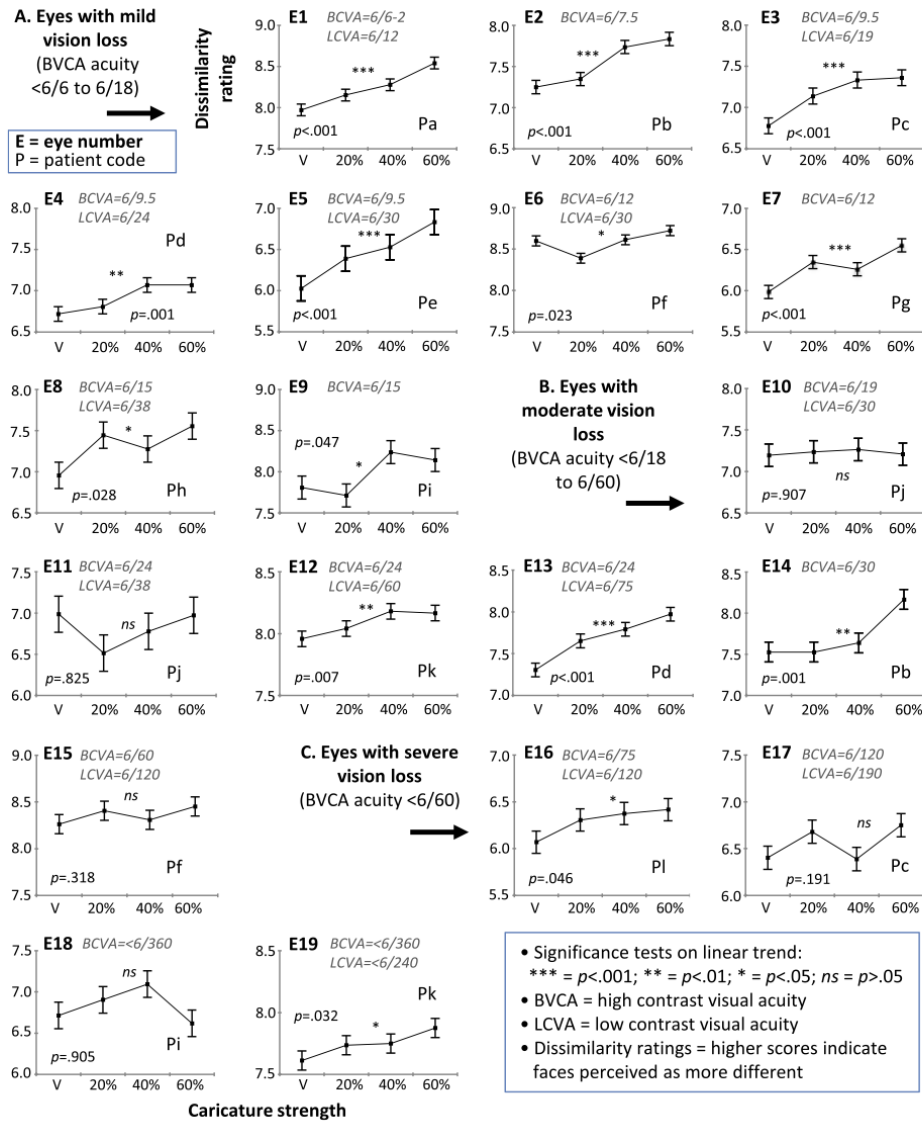 A. Eyes with mild
vision loss
(BVCA acuity
<6/6 to 6/18)
E = eye number
P = patient code
Dissimilarity
rating
E1
BCVA=6/6-2
LCVA=6/12
9.0
8.5
8.0
7.5
***
p<.001
Pa
V 20% 40% 60%
E2
BCVA=6/7.5
8.0
7.5
7.0
6.5
***
p<.001
Pb
V 20% 40% 60%
E3
BCVA=6/9.5
LCVA=6/19
8.0
7.5
7.0
6.5
***
p<.001
Pc
V 20% 40% 60%
E4
BCVA=6/9.5
LCVA=6/24
8.0
7.5
7.0
6.5
Pd
**
p=.001
V 20% 40% 60%
E5
BCVA=6/9.5
LCVA=6/30
7.0
6.5
6.0
5.5
***
p<.001
Pe
V 20% 40% 60%
E6
BCVA=6/12
LCVA=6/30
9.0
8.5
8.0
7.5
*
p=.023
Pf
V 20% 40% 60%
E7
BCVA=6/12
7.0
6.5
6.0
5.5
***
p<.001
Pg
V 20% 40% 60%
E8
BCVA=6/15
LCVA=6/38
8.0
7.5
7.0
6.5
*
p=.028
Ph
V 20% 40% 60%
E9
BCVA=6/15
9.0
8.5
8.0
7.5
p=.047
*
Pi
V 20% 40% 60%
B. Eyes with
moderate vision
loss
(BVCA acuity <6/18
to 6/60)
E10
BCVA=6/19
LCVA=6/30
8.0
7.5
7.0
6.5
ns
p=.907
Pj
V 20% 40% 60%
E11
BCVA=6/24
LCVA=6/38
7.5
7.0
6.5
6.0
ns
p=.825
Pj
V 20% 40% 60%
E12
BCVA=6/24
LCVA=6/60
8.5
8.0
7.5
**
p=.007
Pk
V 20% 40% 60%
E13
BCVA=6/24
LCVA=6/75
8.5
8.0
7.5
7.0
***
p<.001
Pd
V 20% 40% 60%
E14
BCVA=6/30
8.5
8.0
7.5
7.0
**
p=.001
Pb
V 20% 40% 60%
E15
BCVA=6/60
LCVA=6/120
9.0
8.5
8.0
7.5
ns
p=.318
Pf
V 20% 40% 60%
C. Eyes with severe
vision loss
(BVCA acuity <6/60)
E16
BCVA=6/75
LCVA=6/120
7.0
6.5
6.0
5.5
*
p=.046
Pl
V 20% 40% 60%
E17
BCVA=6/120
LCVA=6/190
7.5
7.0
6.5
6.0
ns
p=.191
Pc
V 20% 40% 60%
E18
BCVA=<6/360
7.5
7.0
6.5
6.0
ns
p=.905
Pi
V 20% 40% 60%
E19
BCVA=<6/360
LCVA=<6/240
8.5
8.0
7.5
Pk
p=.032
*
V 20% 40% 60%
• Significance tests on linear trend:
*** = p<.001; ** = p<.01; * = p<.05; ns = p>.05
• BVCA = high contrast visual acuity
• LCVA = low contrast visual acuity
• Dissimilarity ratings = higher scores indicate
faces perceived as more different
Caricature strength